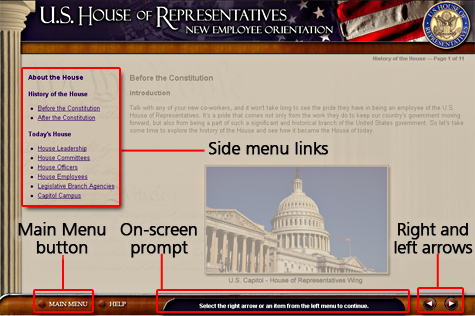 U.S. HOUSE OF REPRESENTATIVES
NEW EMPLOYEE ORIENTATION
U.S. HOUSE OF REPRESENTATIVES
History of the House — Page 1 of 11
About the House
History of the House
Before the Constitution
After the Constitution
Today's House
House Leadership
House Committees
House Officers
House Employees
Legislative Branch Agencies
Capitol Campus
Before the Constitution
Introduction
Talk with any of your new co-workers, and it won't take long to see the pride they have in being an employee of the U.S.
House of Representatives. It's a pride that comes not only from the work they do to keep our country's government moving
forward, but also from being a part of such a significant and historical branch of the United States government. So let's take
some time to explore the history of the House and see how it became the House of today.
Side menu links
U.S. Capitol - House of Representatives Wing
Main Menu
button
On-screen
prompt
Right and
left arrows
MAIN MENU
HELP
Select the right arrow or an item from the left menu to continue.